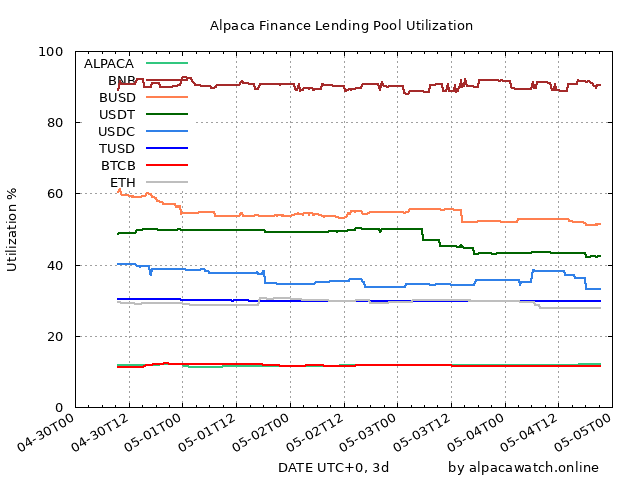 Alpaca Finance Lending Pool Utilization
100
80
60
40
20
0
Utilization %
ALPACA
BNB
BUSD
USDT
USDC
TUSD
BTCB
ETH
04-30T00
04-30T12
05-01T00
05-01T12
05-02T00
05-02T12
05-03T00
05-03T12
05-04T00
05-04T12
05-05T00
DATE UTC+0, 3d
by alpacawatch.online